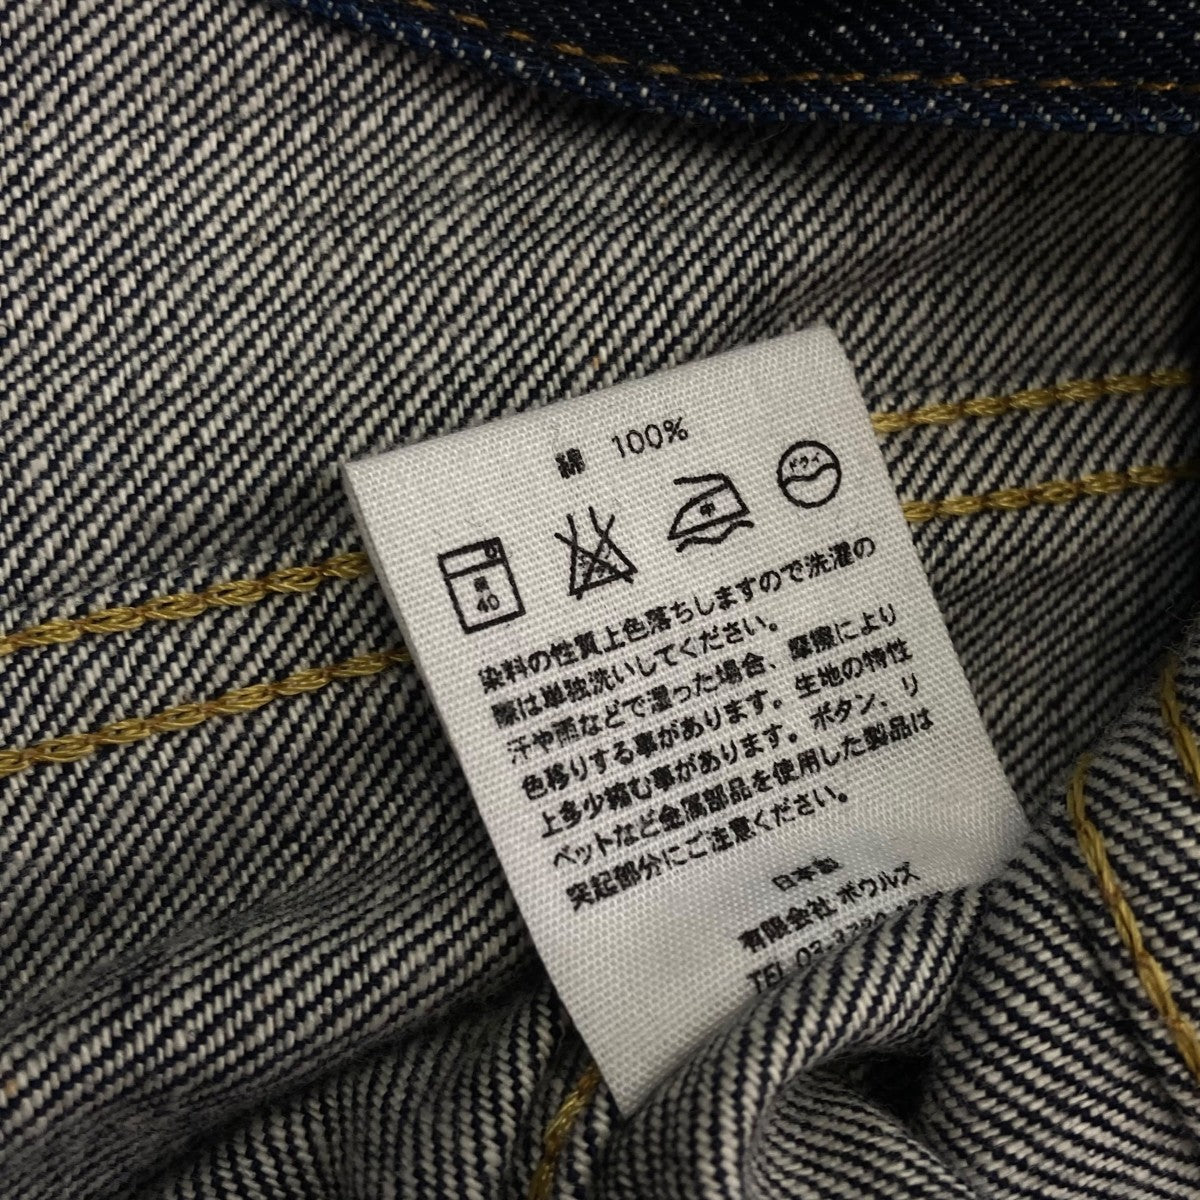 綿 100%
40
中
ドライ
染料の性質上色落ちしますので洗濯の
際は単独洗いしてください。
汗や雨などで湿った場合、摩擦により
色移りする事があります。生地の特性
上多少縮む事があります。ボタン、リ
ベットなど金属部品を使用した製品は
突起部分にご注意ください。
日本製
有限会社 ボウルズ
TEL 03-3780-